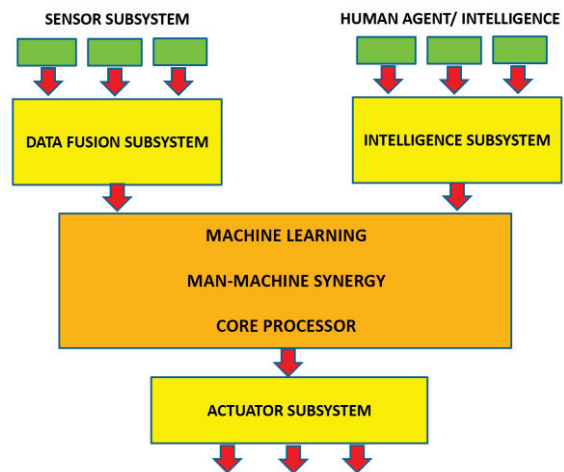 SENSOR SUBSYSTEM
HUMAN AGENT/ INTELLIGENCE
DATA FUSION SUBSYSTEM
INTELLIGENCE SUBSYSTEM
MACHINE LEARNING
MAN-MACHINE SYNERGY
CORE PROCESSOR
ACTUATOR SUBSYSTEM